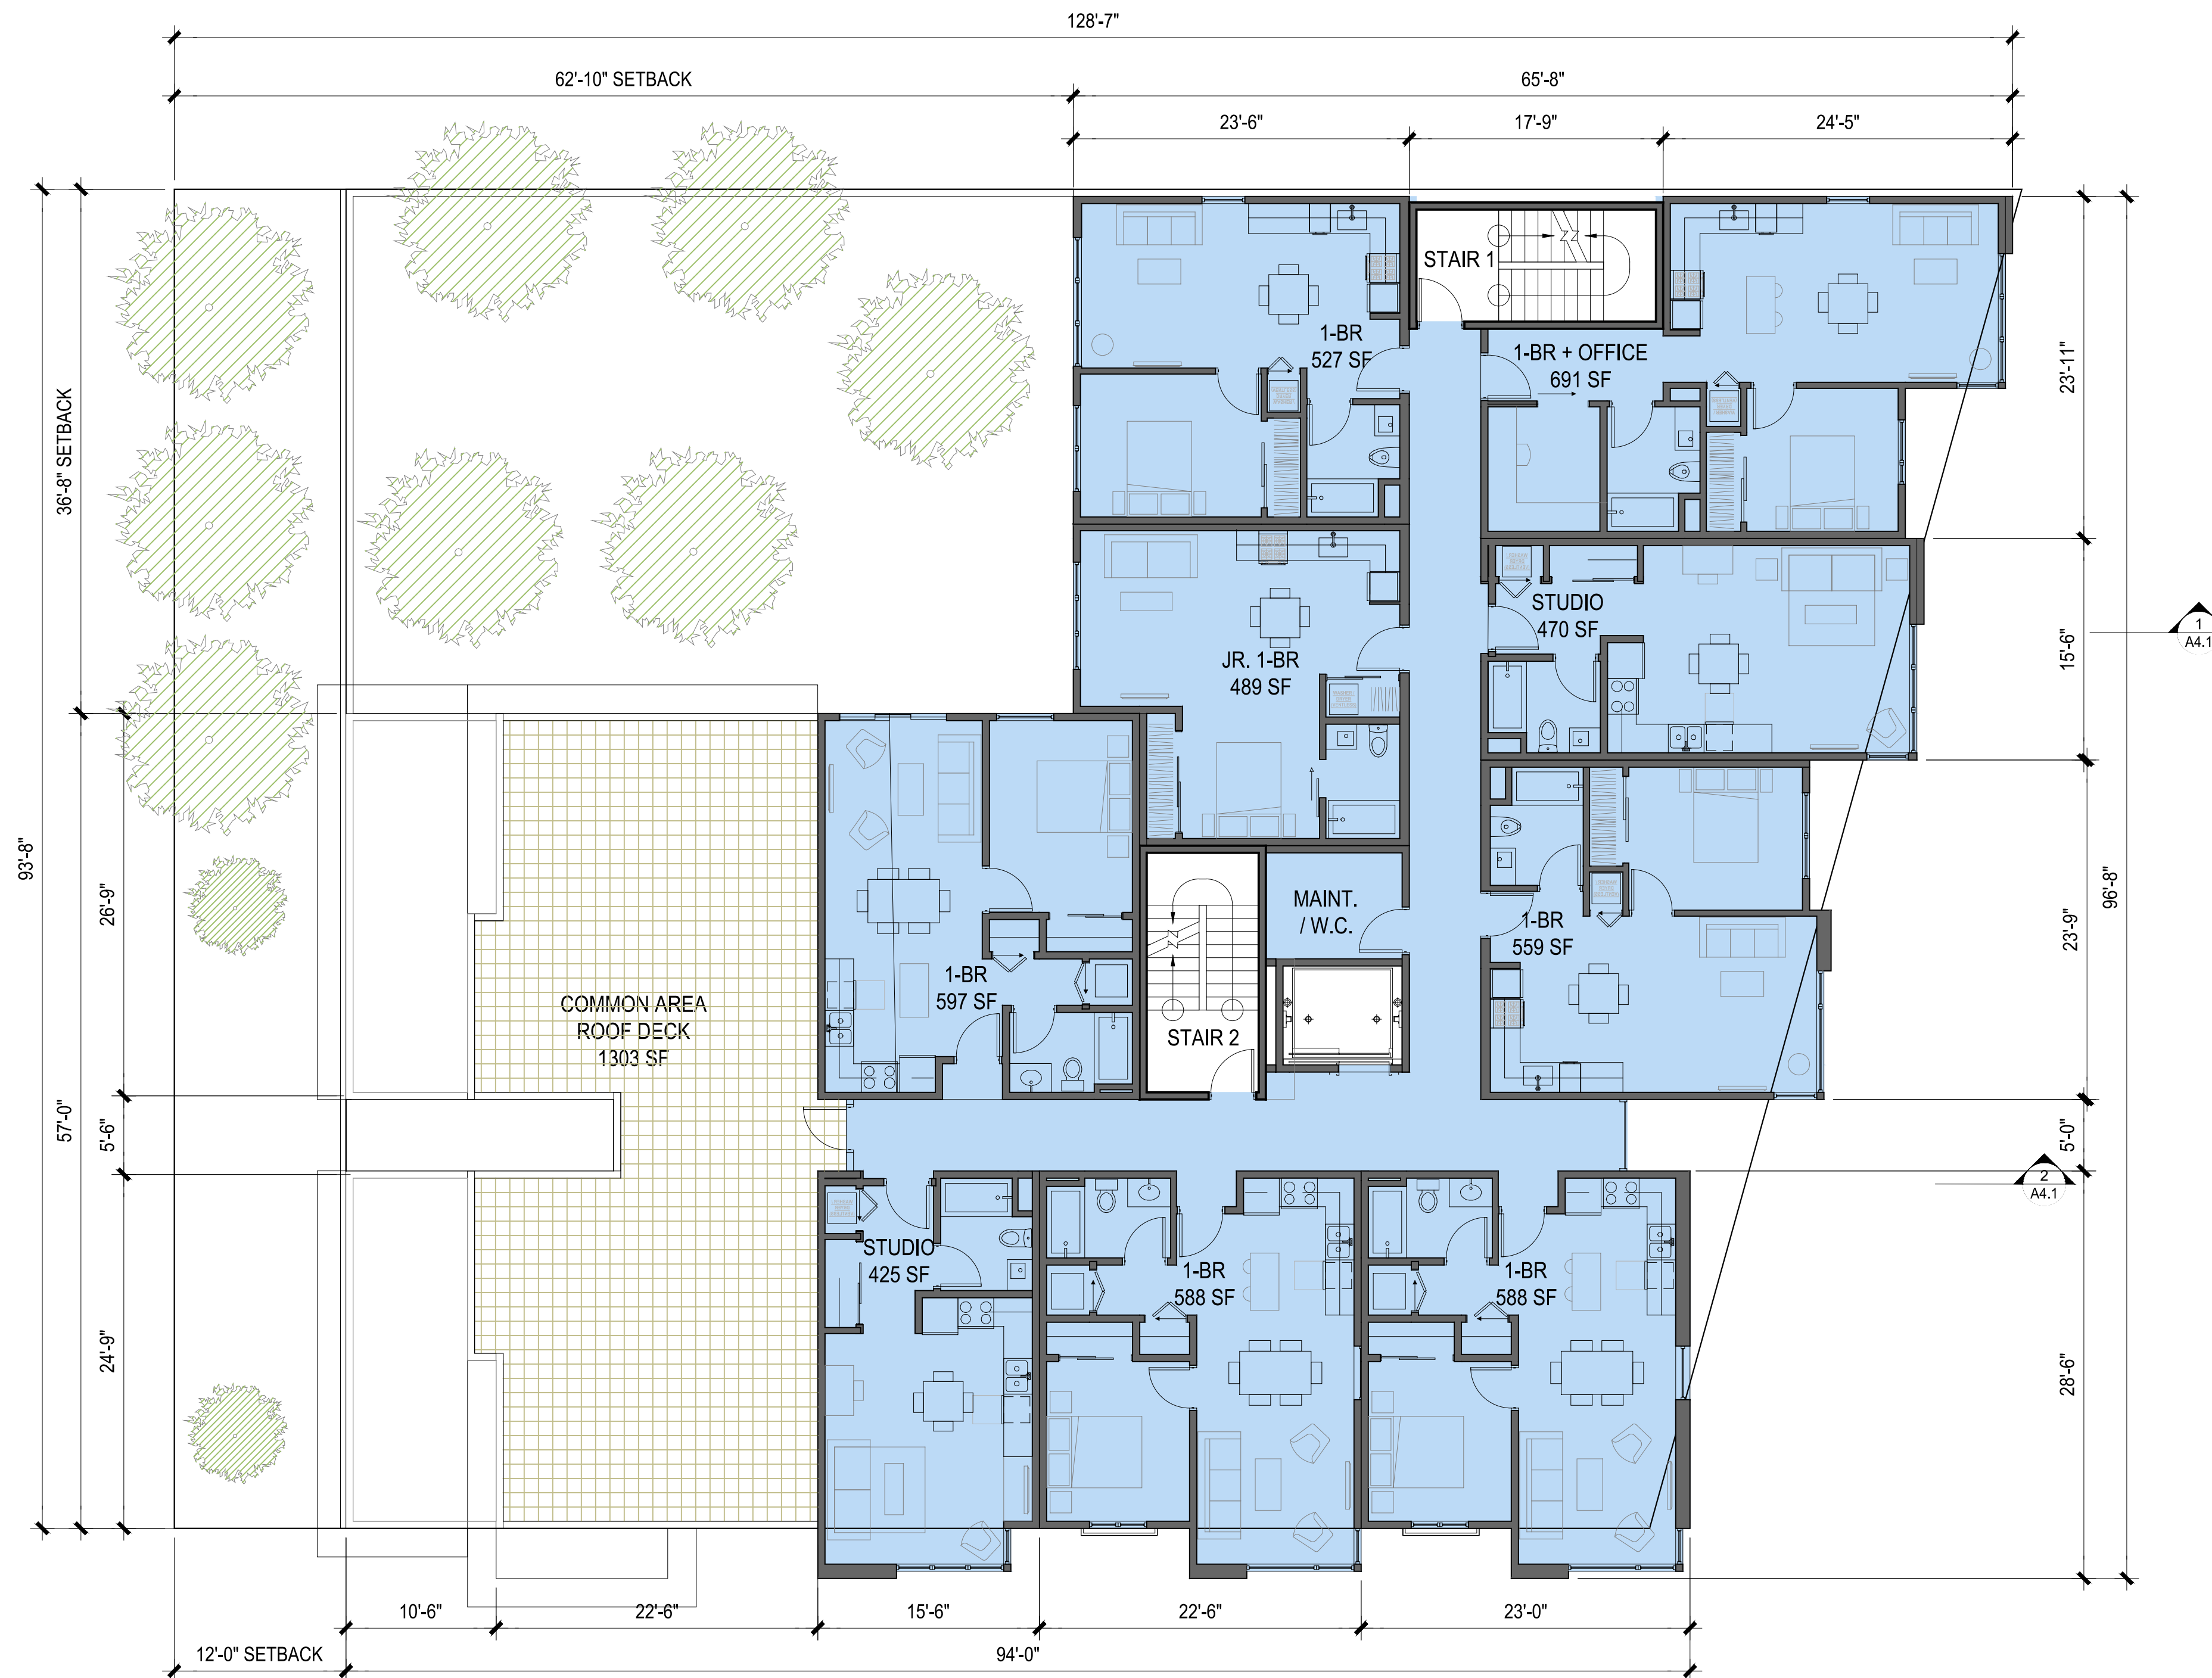 128'-7"
62'-10" SETBACK
65'-8"
23'-6"
17'-9"
24'-5"
STAIR 1
1-BR
527 SF
1-BR + OFFICE
691 SF
23'-11"
36'-8" SETBACK
STUDIO
470 SF
15'-6"
1
A4.1
JR. 1-BR
489 SF
93'-8"
26'-9"
MAINT.
/ W.C.
1-BR
559 SF
23'-9"
96'-8"
1-BR
597 SF
COMMON AREA
ROOF DECK
1303 SF
STAIR 2
57'-0"
5'-6"
5'-0"
2
A4.1
STUDIO
425 SF
1-BR
588 SF
1-BR
588 SF
24'-9"
28'-6"
10'-6"
22'-6"
15'-6"
22'-6"
23'-0"
12'-0" SETBACK
94'-0"